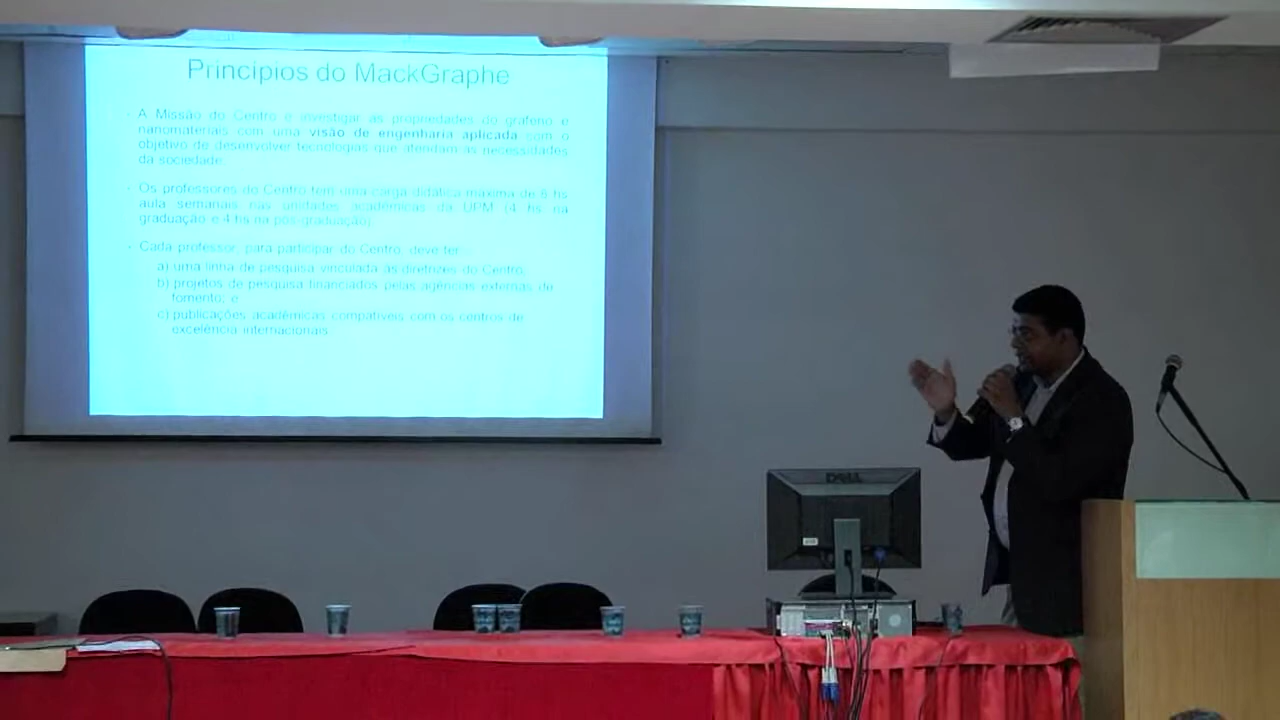 Princípios do MackGraphe
- A Missão do Centro é investigar as propriedades do grafeno e
nanomateriais com uma visão de engenharia aplicada com o
objetivo de desenvolver tecnologias que atendam as necessidades
da sociedade.
- Os professores do Centro tem uma carga didática máxima de 8 hs
aula semanais nas unidades acadêmicas da UPM (4 hs na
graduação e 4 hs na pós-graduação)
- Cada professor, para participar do Centro, deve ter:
a) uma linha de pesquisa vinculada às diretrizes do Centro;
b) projetos de pesquisa financiados pelas agências externas de
fomento; e
c) publicações acadêmicas compatíveis com os centros de
excelência internacionais.
DELL